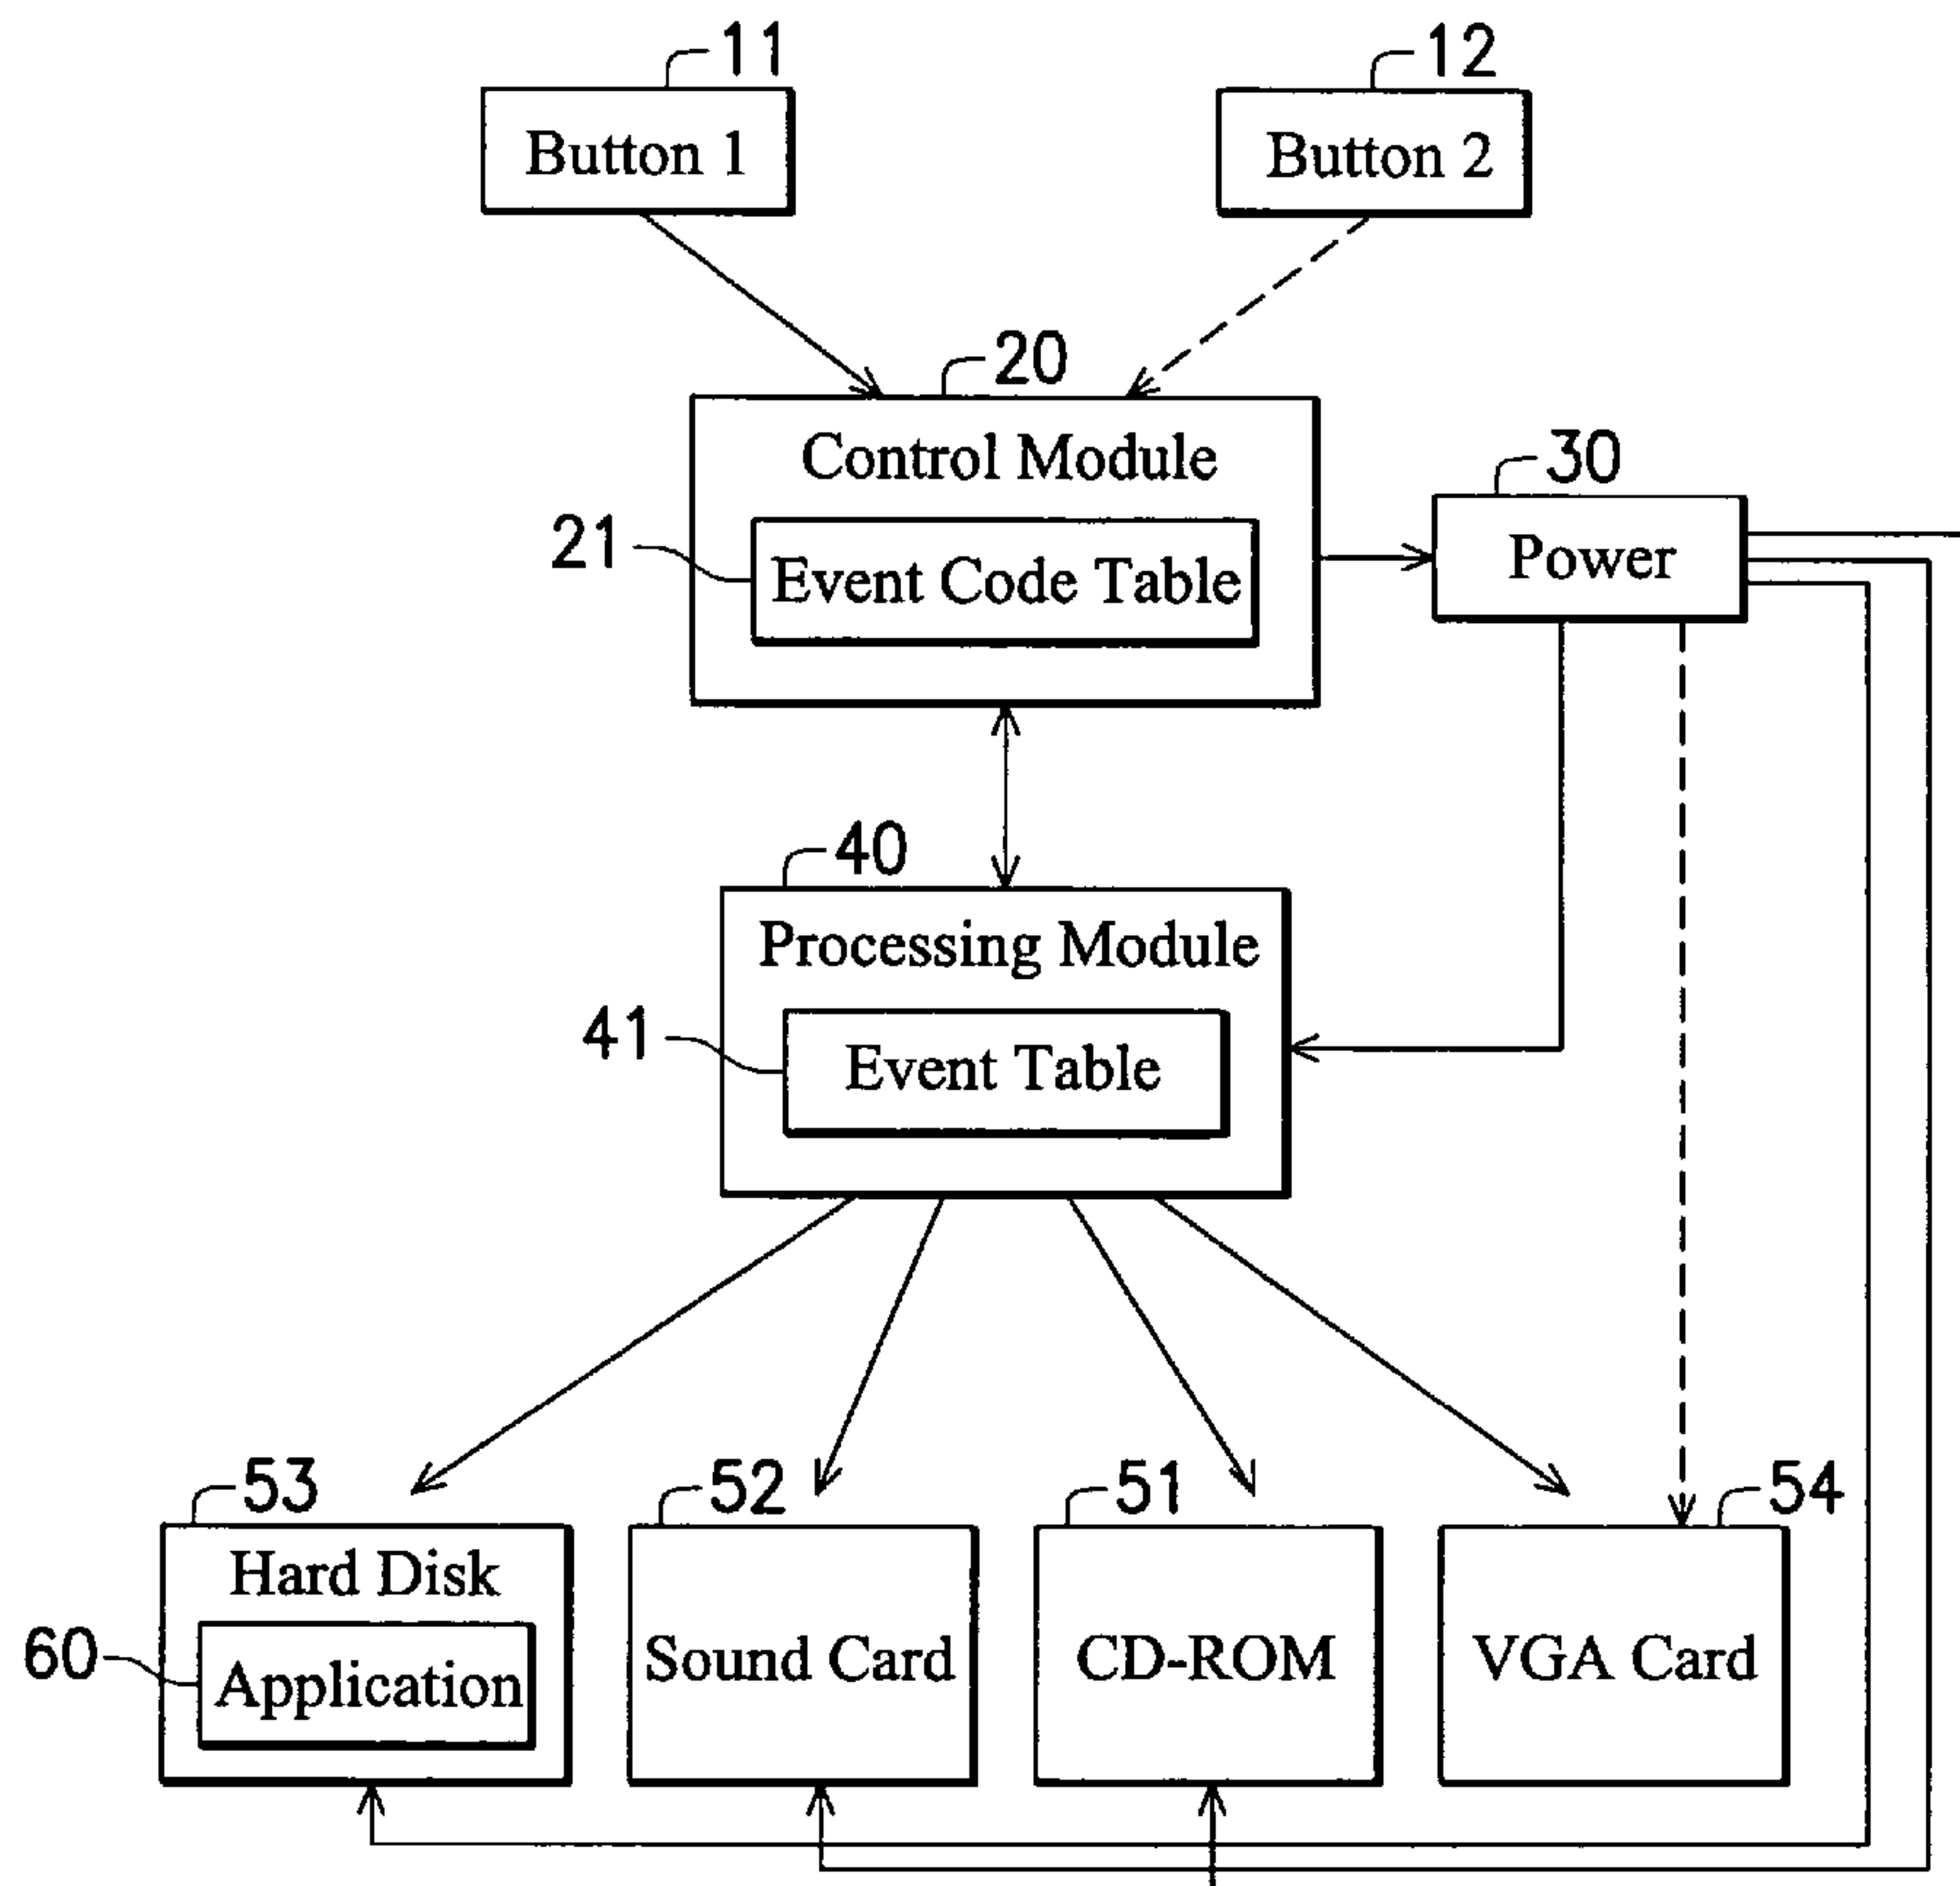 11
12
Button 1
Button 2
20
Control Module
30
21
Event Code Table
Power
40
Processing Module
41
Event Table
53
52
51
54
Hard Disk
60
Application
Sound Card
CD-ROM
VGA Card